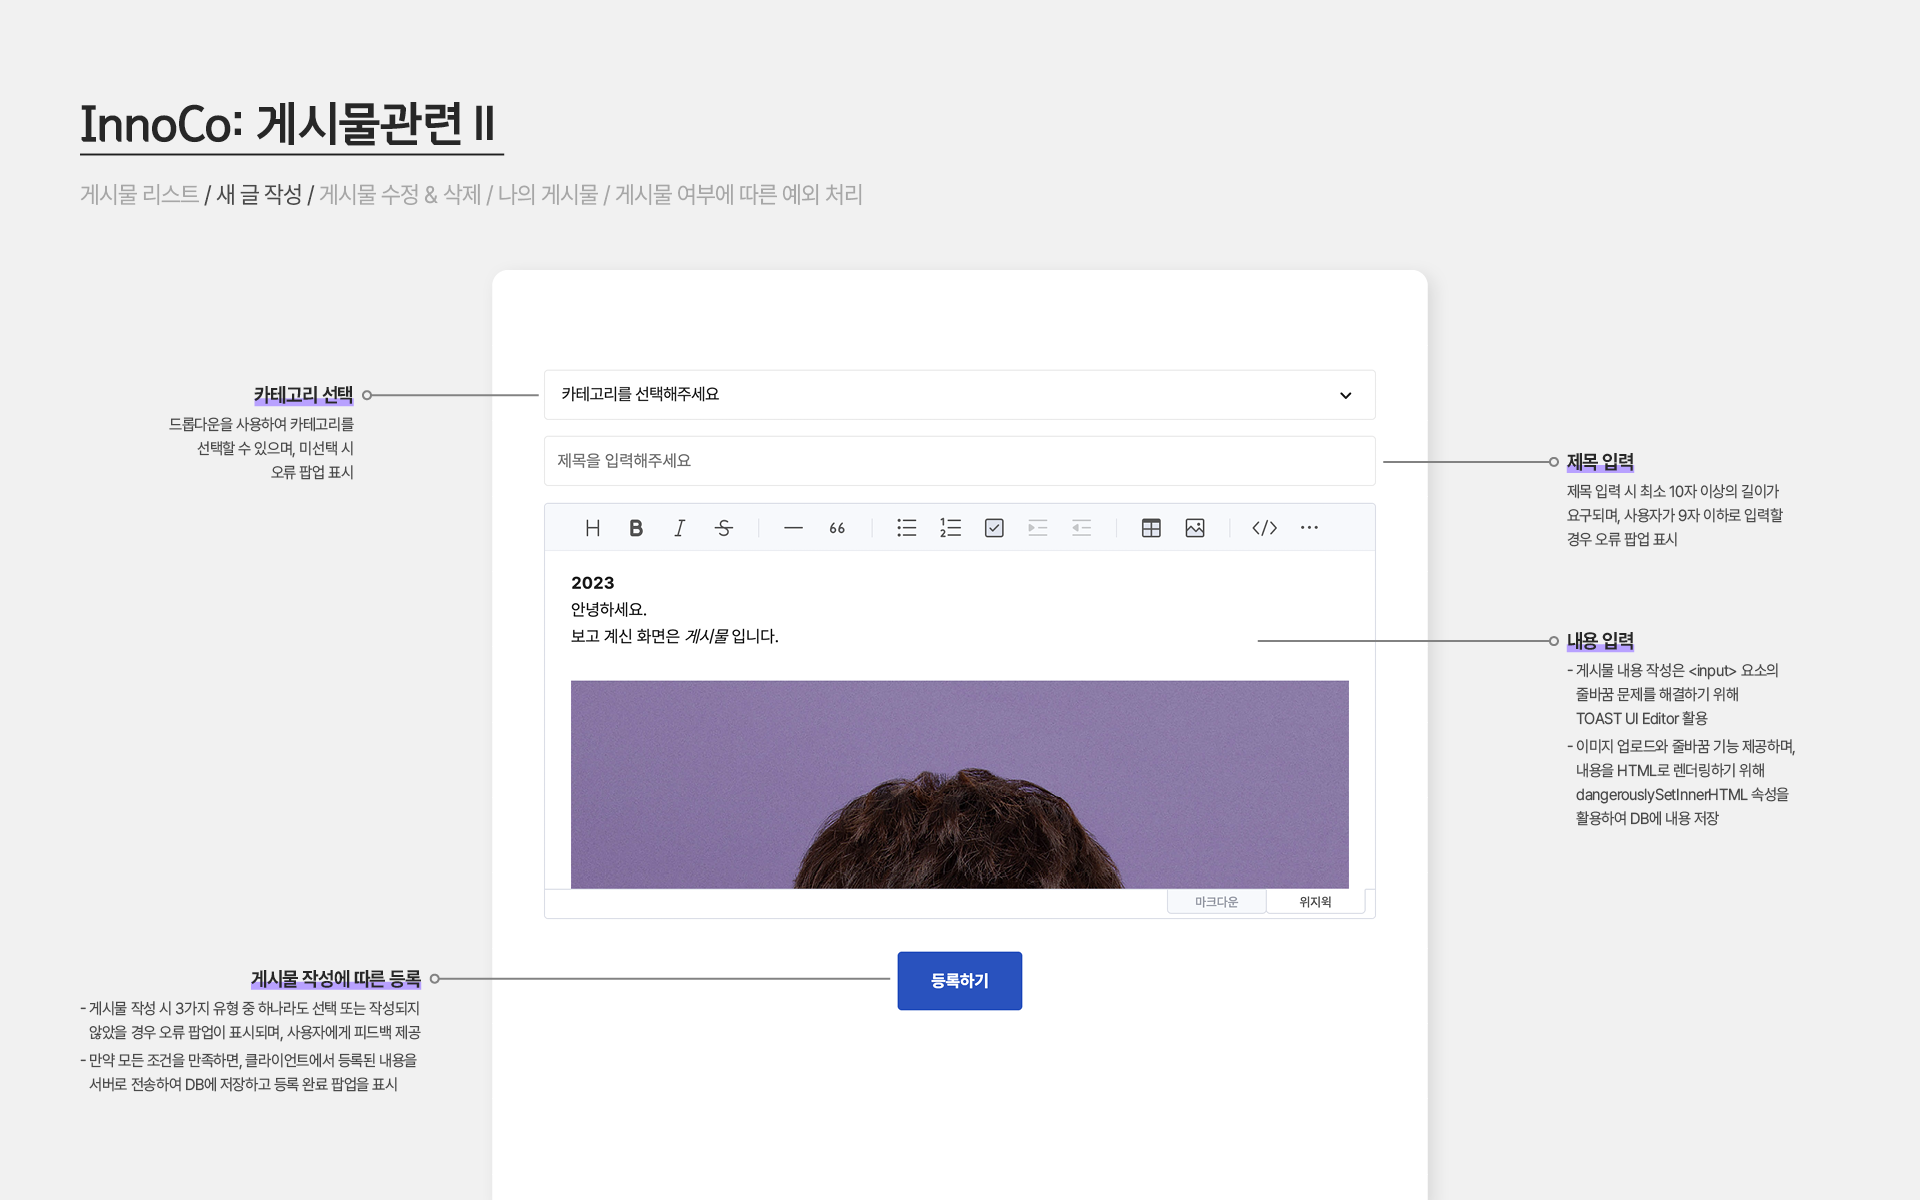 InnoCo: 게시물관련 II
게시물 리스트 / 새 글 작성 / 게시물 수정 & 삭제 / 나의 게시물 / 게시물 여부에 따른 예외 처리
카테고리 선택
드롭다운을 사용하여 카테고리를
선택할 수 있으며, 미선택 시
오류 팝업 표시
카테고리를 선택해주세요
제목을 입력해주세요
제목 입력
제목 입력 시 최소 10자 이상의 길이가
요구되며, 사용자가 9자 이하로 입력할
경우 오류 팝업 표시
2023
안녕하세요.
보고 계신 화면은 게시물 입니다.
내용 입력
- 게시물 내용 작성은 <input> 요소의
줄바꿈 문제를 해결하기 위해
TOAST UI Editor 활용
- 이미지 업로드와 줄바꿈 기능 제공하며,
내용을 HTML로 렌더링하기 위해
dangerouslySetInnerHTML 속성을
활용하여 DB에 내용 저장
마크다운 위지윅
등록하기
게시물 작성에 따른 등록
- 게시물 작성 시 3가지 유형 중 하나라도 선택 또는 작성되지
않았을 경우 오류 팝업이 표시되며, 사용자에게 피드백 제공
- 만약 모든 조건을 만족하면, 클라이언트에서 등록된 내용을
서버로 전송하여 DB에 저장하고 등록 완료 팝업을 표시